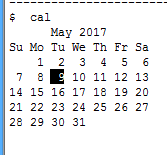 $ cal
      May 2017
Su Mo Tu We Th Fr Sa
    1  2  3  4  5  6
 7  8  9 10 11 12 13
14 15 16 17 18 19 20
21 22 23 24 25 26 27
28 29 30 31